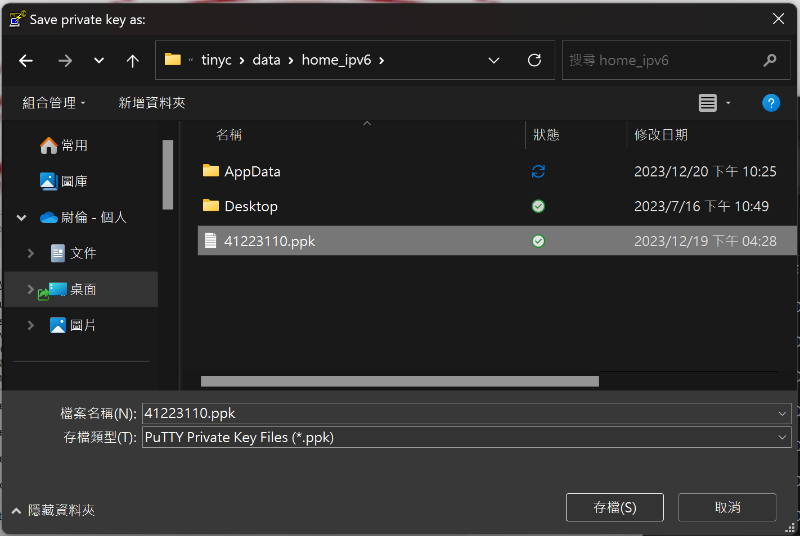 Save private key as:
tinyc › data › home_ipv6 ›
搜尋 home_ipv6
組合管理
新增資料夾
名稱 狀態 修改日期
常用
圖庫
尉倫 - 個人
文件
桌面
圖片
AppData 2023/12/20 下午 10:25
Desktop 2023/7/16 下午 10:49
41223110.ppk 2023/12/19 下午 04:28
檔案名稱(N): 41223110.ppk
存檔類型(T): PuTTY Private Key Files (*.ppk)
隱藏資料夾
存檔(S)
取消